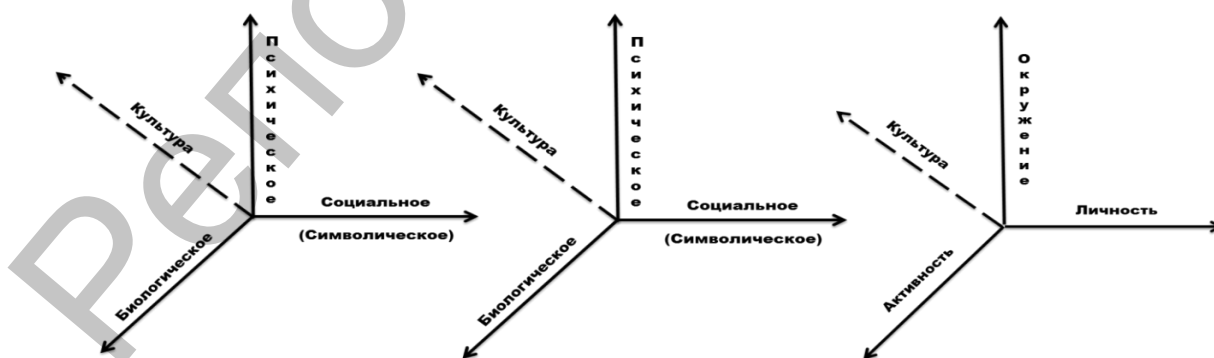 Психическое
Культура
Социальное
(Символическое)
Биологическое
Психическое
Культура
Социальное
(Символическое)
Биологическое
Окружение
Культура
Личность
Активность
Репо